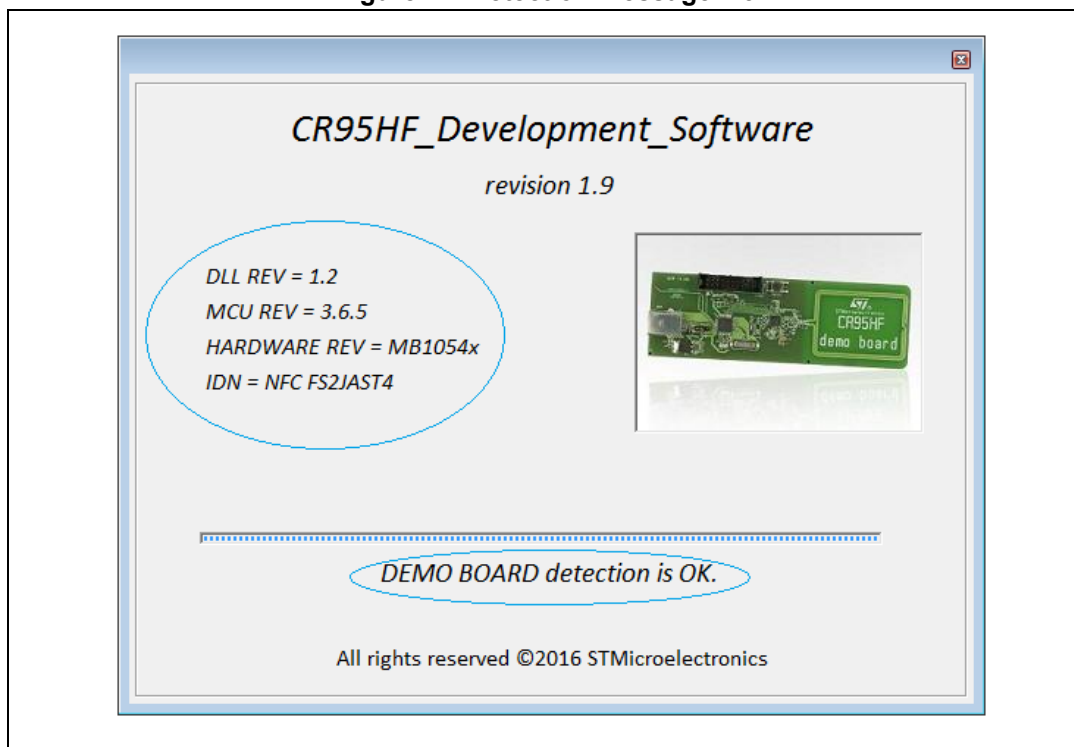 CR95HF_Development_Software
revision 1.9
DLL REV = 1.2
MCU REV = 3.6.5
HARDWARE REV = MB1054x
IDN = NFC FS2JAST4
CR95HF
demo board
DEMO BOARD detection is OK.
All rights reserved ©2016 STMicroelectronics